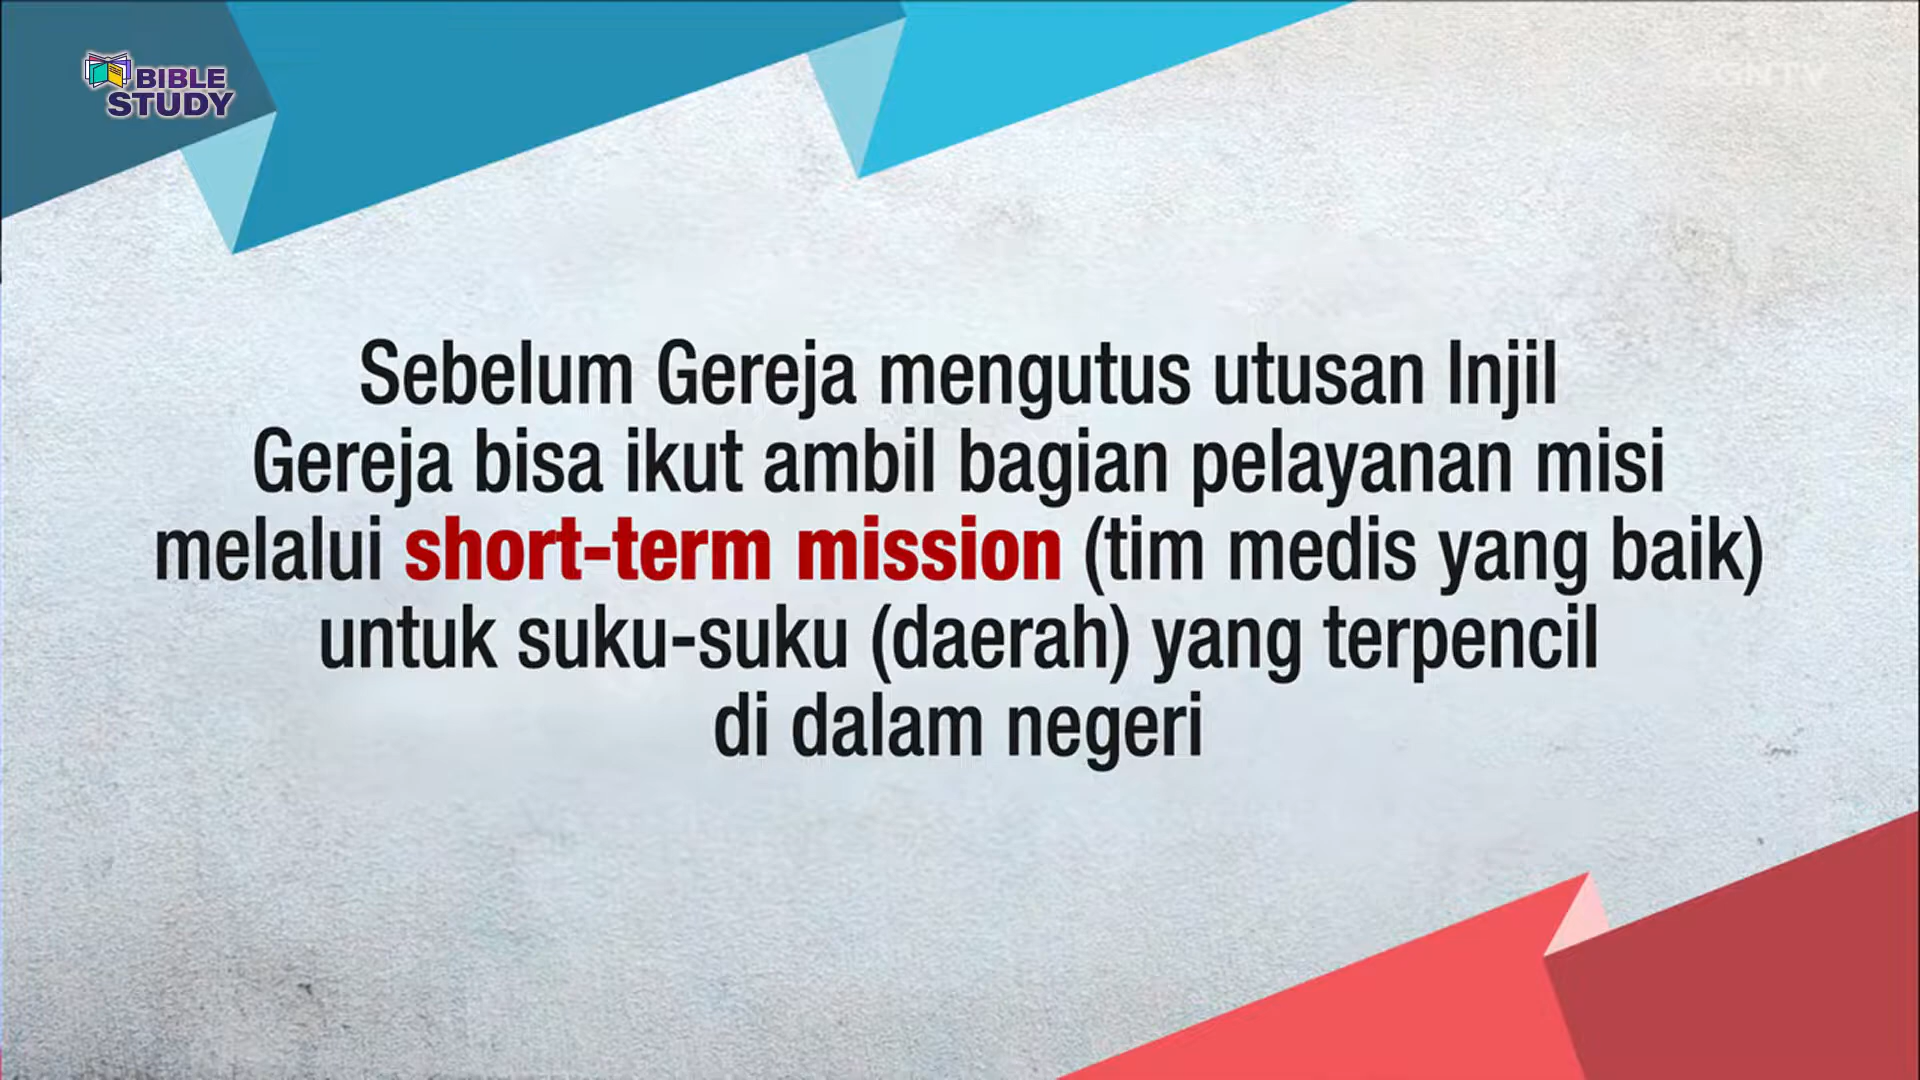 BIBLE
STUDY
CGNTV
Sebelum Gereja mengutus utusan Injil
Gereja bisa ikut ambil bagian pelayanan misi
melalui short-term mission (tim medis yang baik)
untuk suku-suku (daerah) yang terpencil
di dalam negeri